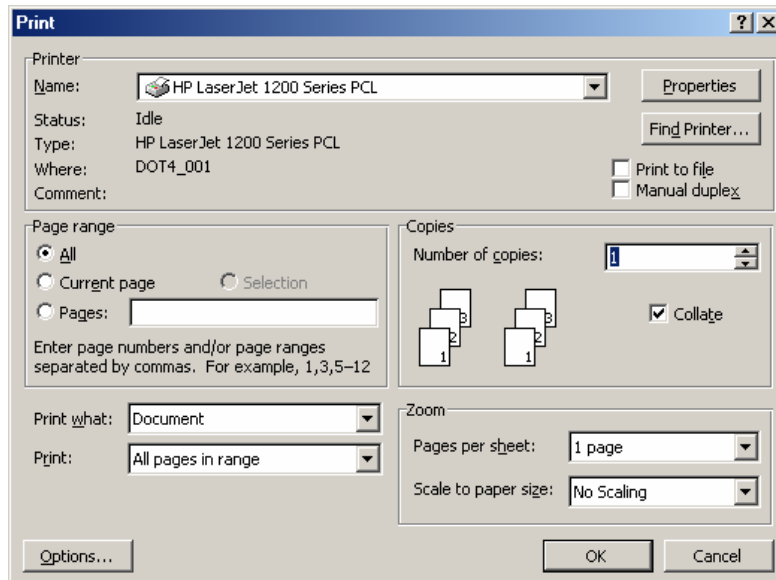 Print
Printer
Name: HP LaserJet 1200 Series PCL Properties
Status: Idle
Type: HP LaserJet 1200 Series PCL Find Printer...
Where: DOT4_001 Print to file
Comment: Manual duplex
Page range
All
Current page Selection
Pages:
Enter page numbers and/or page ranges
separated by commas. For example, 1,3,5–12
Copies
Number of copies: 1
3 3
2 2
1 1
Collate
Print what: Document
Print: All pages in range
Zoom
Pages per sheet: 1 page
Scale to paper size: No Scaling
Options... OK Cancel